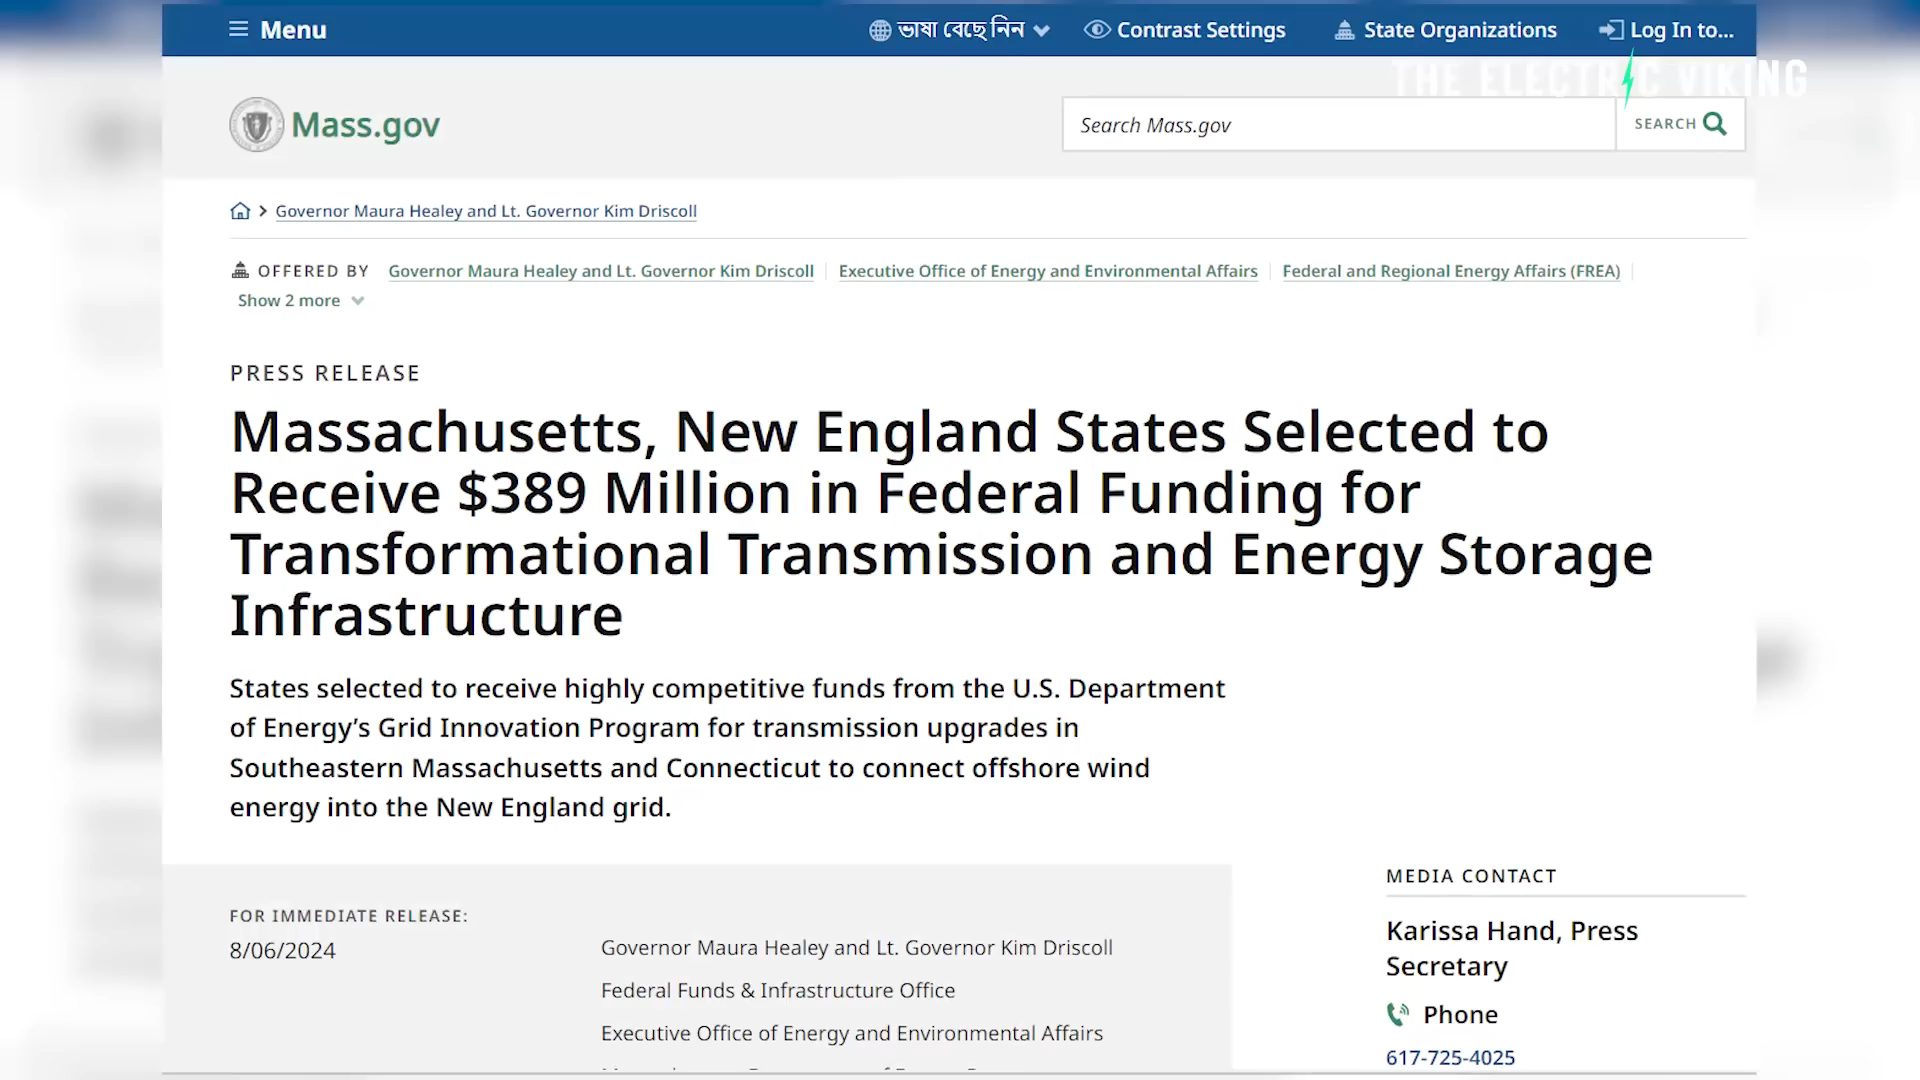 Menu
ভাষা বেছে নিন
Contrast Settings
State Organizations
Log In to...
THE ELECTRIC VIKING
Mass.gov
Search Mass.gov
SEARCH
Governor Maura Healey and Lt. Governor Kim Driscoll
OFFERED BY Governor Maura Healey and Lt. Governor Kim Driscoll Executive Office of Energy and Environmental Affairs Federal and Regional Energy Affairs (FREA)
Show 2 more
PRESS RELEASE
Massachusetts, New England States Selected to
Receive $389 Million in Federal Funding for
Transformational Transmission and Energy Storage
Infrastructure
States selected to receive highly competitive funds from the U.S. Department
of Energy’s Grid Innovation Program for transmission upgrades in
Southeastern Massachusetts and Connecticut to connect offshore wind
energy into the New England grid.
FOR IMMEDIATE RELEASE:
8/06/2024
Governor Maura Healey and Lt. Governor Kim Driscoll
Federal Funds & Infrastructure Office
Executive Office of Energy and Environmental Affairs
MEDIA CONTACT
Karissa Hand, Press
Secretary
Phone
617-725-4025